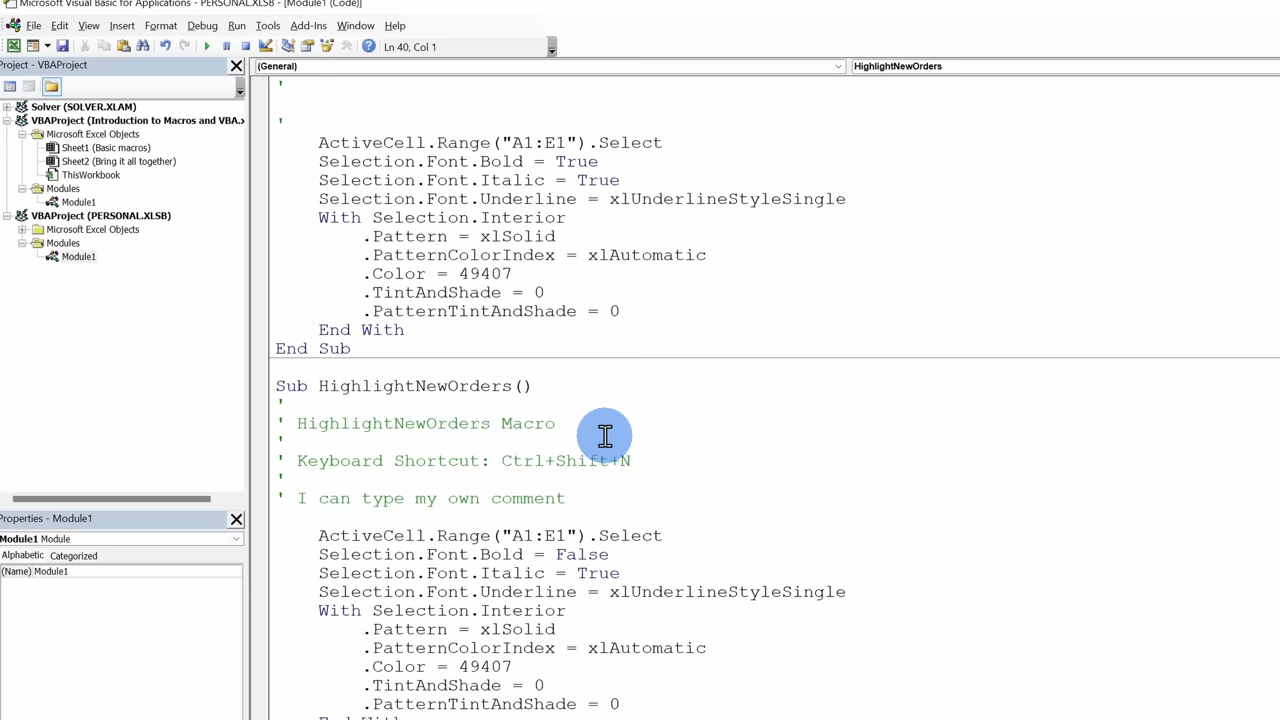 Microsoft Visual Basic for Applications - PERSONAL.XLSB - [Module1 (Code)]
File Edit View Insert Format Debug Run Tools Add-Ins Window Help
Ln 40, Col 1
Project - VBAProject
Solver (SOLVER.XLAM)
VBAProject (Introduction to Macros and VBA.x
Microsoft Excel Objects
Sheet1 (Basic macros)
Sheet2 (Bring it all together)
ThisWorkbook
Modules
Module1
VBAProject (PERSONAL.XLSB)
Microsoft Excel Objects
Modules
Module1
Properties - Module1
Module1 Module
Alphabetic Categorized
(Name) Module1
(General) HighlightNewOrders
'
'
ActiveCell.Range("A1:E1").Select
Selection.Font.Bold = True
Selection.Font.Italic = True
Selection.Font.Underline = xlUnderlineStyleSingle
With Selection.Interior
.Pattern = xlSolid
.PatternColorIndex = xlAutomatic
.Color = 49407
.TintAndShade = 0
.PatternTintAndShade = 0
End With
End Sub
Sub HighlightNewOrders()
'
' HighlightNewOrders Macro
'
' Keyboard Shortcut: Ctrl+Shift+N
'
' I can type my own comment
ActiveCell.Range("A1:E1").Select
Selection.Font.Bold = False
Selection.Font.Italic = True
Selection.Font.Underline = xlUnderlineStyleSingle
With Selection.Interior
.Pattern = xlSolid
.PatternColorIndex = xlAutomatic
.Color = 49407
.TintAndShade = 0
.PatternTintAndShade = 0
End With